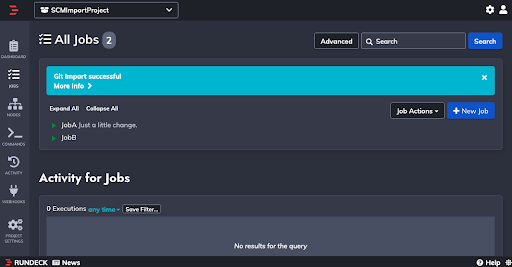 SCMImportProject
All Jobs 2
Advanced
Search
Search
Git Import successful
More Info
Expand All Collapse All
Job Actions
New Job
JobA Just a little change.
JobB
Activity for Jobs
0 Executions any time Save Filter...
No results for the query
DASHBOARD
JOBS
NODES
COMMANDS
ACTIVITY
WEBHOOKS
PROJECT
SETTINGS
RUNDECK News
Help